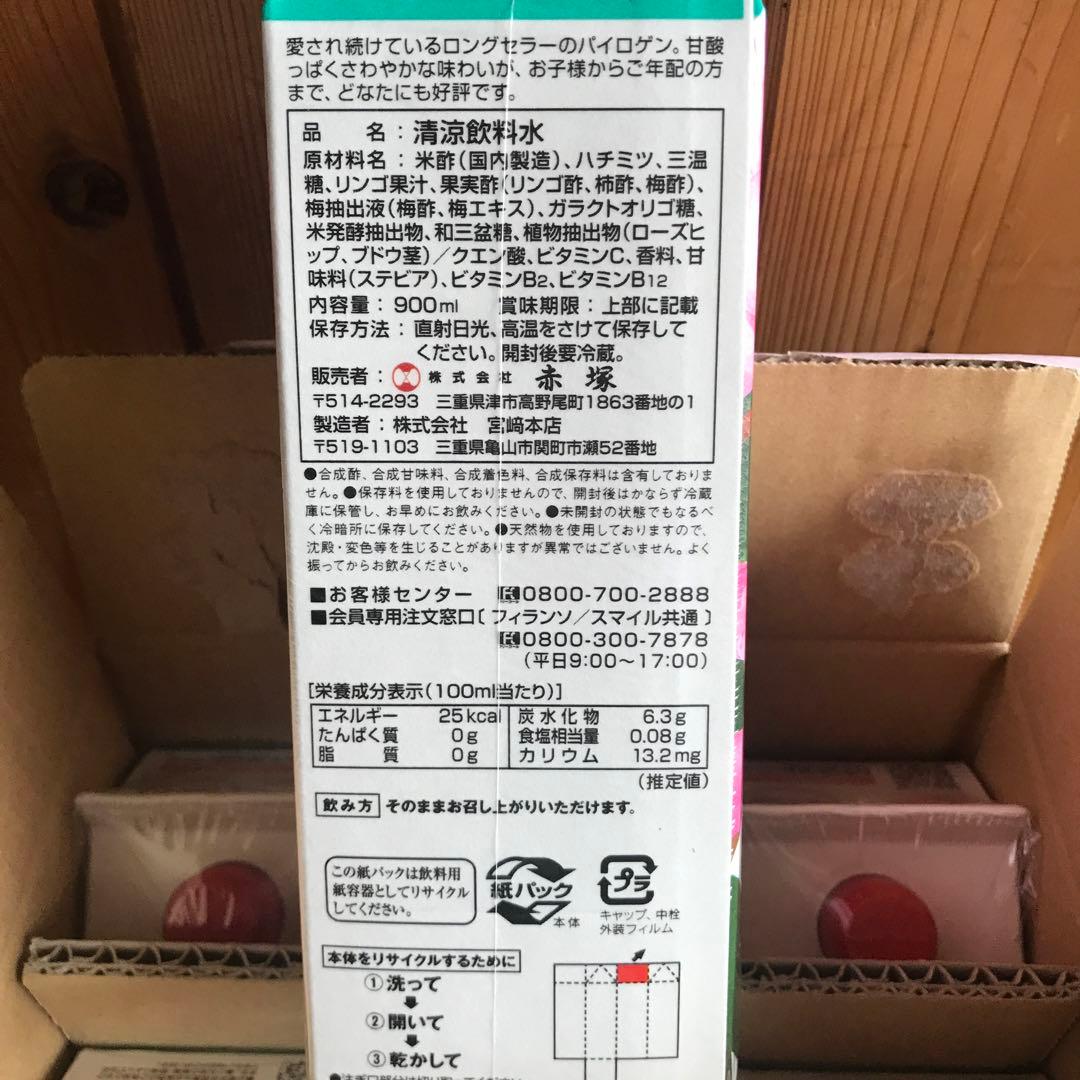 愛され続けているロングセラーのパイロゲン。甘酸
っぱくさわやかな味わいが、お子様からご年配の方
まで、どなたにも好評です。
品　　名：清涼飲料水
原材料名：米酢（国内製造）、ハチミツ、三温
糖、リンゴ果汁、果実酢（リンゴ酢、柿酢、梅酢）、
梅抽出液（梅酢、梅エキス）、ガラクトオリゴ糖、
米発酵抽出物、和三盆糖、植物抽出物（ローズヒ
ップ、ブドウ茎）／クエン酸、ビタミンC、香料、甘
味料（ステビア）、ビタミンB2、ビタミンB12
内容量：900ml　賞味期限：上部に記載
保存方法：直射日光、高温をさけて保存して
ください。開封後要冷蔵。
販売者：株式会社 赤塚
〒514-2293　三重県津市高野尾町1863番地の1
製造者：株式会社　宮﨑本店
〒519-1103　三重県亀山市関町市瀬52番地
●合成酢、合成甘味料、合成着色料、合成保存料は含有しておりま
せん。●保存料を使用しておりませんので、開封後はかならず冷蔵
庫に保管し、お早めにお飲みください。●未開封の状態でもなるべ
く冷暗所に保存してください。●天然物を使用しておりますので、
沈殿・変色等を生じることがありますが異常ではございません。よく
振ってからお飲みください。
■お客様センター　0800-700-2888
■会員専用注文窓口〔フィランソ／スマイル共通〕
0800-300-7878
（平日9:00〜17:00）
[栄養成分表示（100ml当たり）]
エネルギー 25kcal 炭水化物 6.3g
たんぱく質 0g 食塩相当量 0.08g
脂　　質 0g カリウム 13.2mg
（推定値）
飲み方 そのままお召し上がりいただけます。
この紙パックは飲料用
紙容器としてリサイクル
してください。
紙パック
本体
プラ
キャップ、中栓
外装フィルム
本体をリサイクルするために
①洗って
②開いて
③乾かして